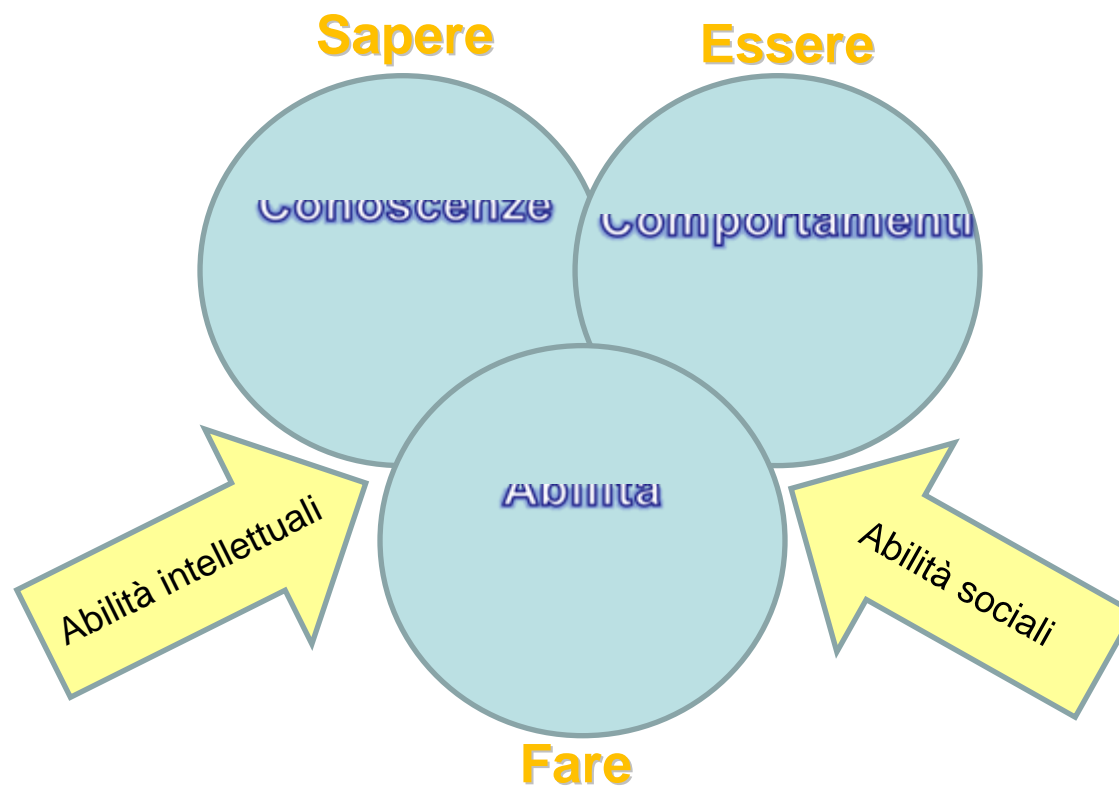 Sapere
Essere
Conoscenze
Comportamenti
Abilità
Abilità intellettuali
Abilità sociali
Fare